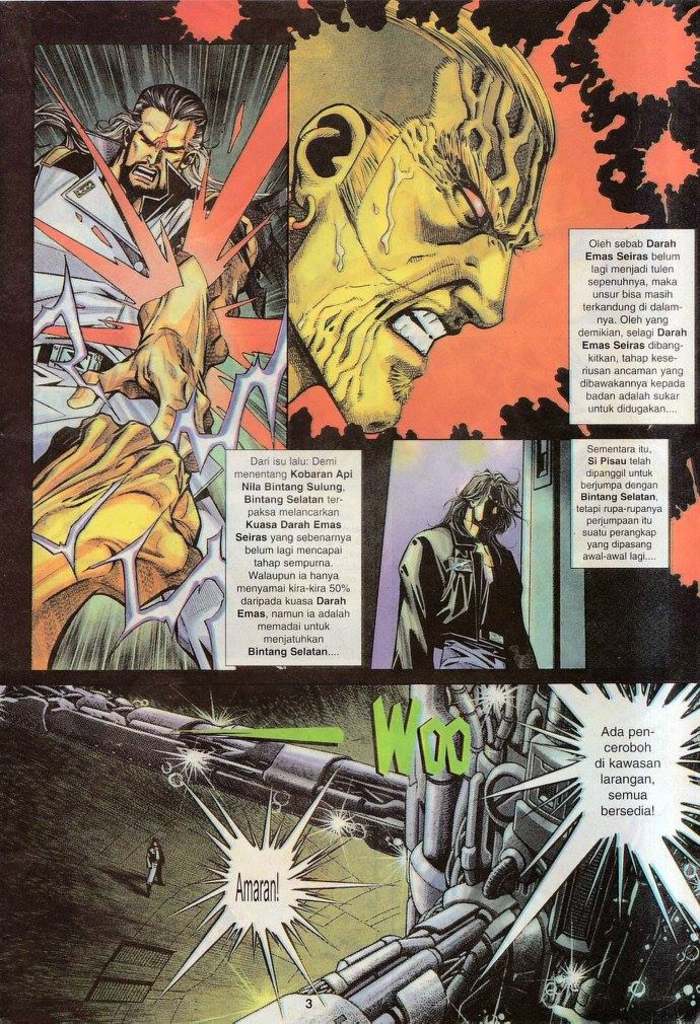 Oleh sebab Darah
Emas Seiras belum
lagi menjadi tulen
sepenuhnya, maka
unsur bisa masih
terkandung di dalam-
nya. Oleh yang
demikian, selagi Darah
Emas Seiras dibang-
kitkan, tahap kese-
riusan ancaman yang
dibawakannya kepada
badan adalah sukar
untuk didugakan....
Dari isu lalu: Demi
menentang Kobaran Api
Nila Bintang Sulung,
Bintang Selatan ter-
paksa melancarkan
Kuasa Darah Emas
Seiras yang sebenarnya
belum lagi mencapai
tahap sempurna.
Walaupun ia hanya
menyamai kira-kira 50%
daripada kuasa Darah
Emas, namun ia adalah
memadai untuk
menjatuhkan
Bintang Selatan....
Sementara itu,
Si Pisau telah
dipanggil untuk
berjumpa dengan
Bintang Selatan,
tetapi rupa-rupanya
perjumpaan itu
suatu perangkap
yang dipasang
awal-awal lagi....
Woo
Ada pen-
ceroboh
di kawasan
larangan,
semua
bersedia!
Amaran!
3